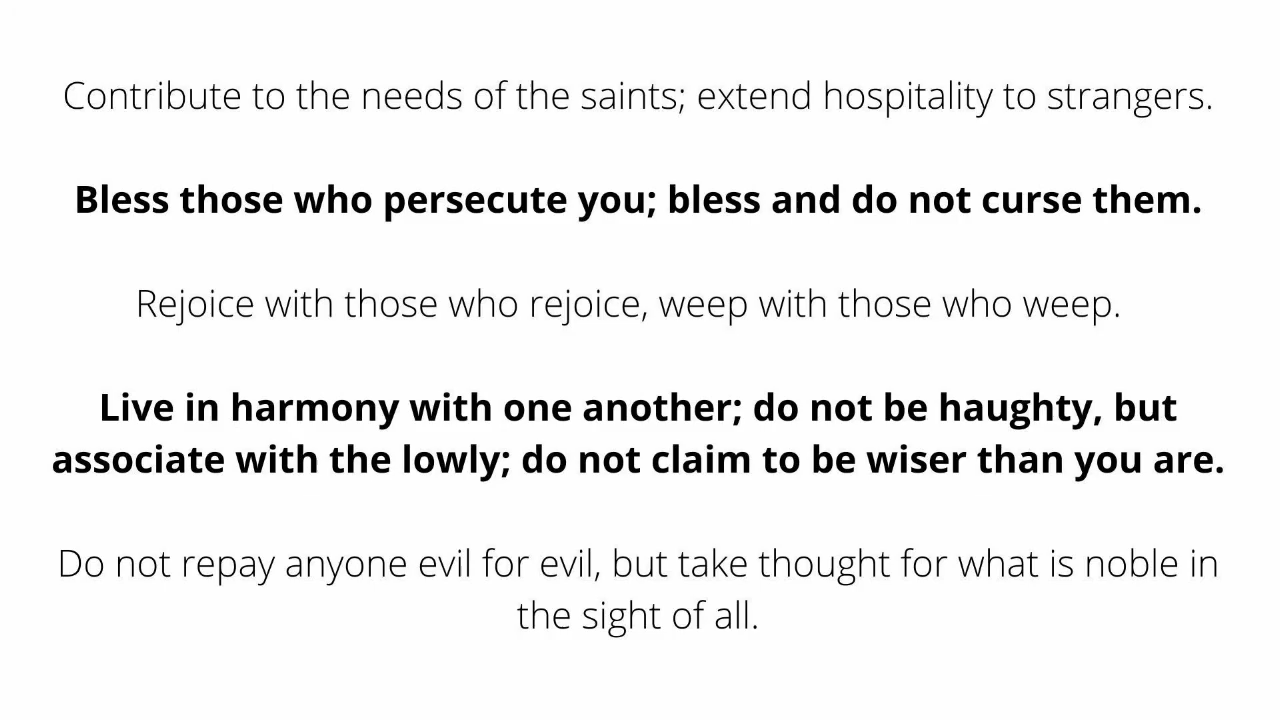 Contribute to the needs of the saints; extend hospitality to strangers.
Bless those who persecute you; bless and do not curse them.
Rejoice with those who rejoice, weep with those who weep.
Live in harmony with one another; do not be haughty, but
associate with the lowly; do not claim to be wiser than you are.
Do not repay anyone evil for evil, but take thought for what is noble in
the sight of all.